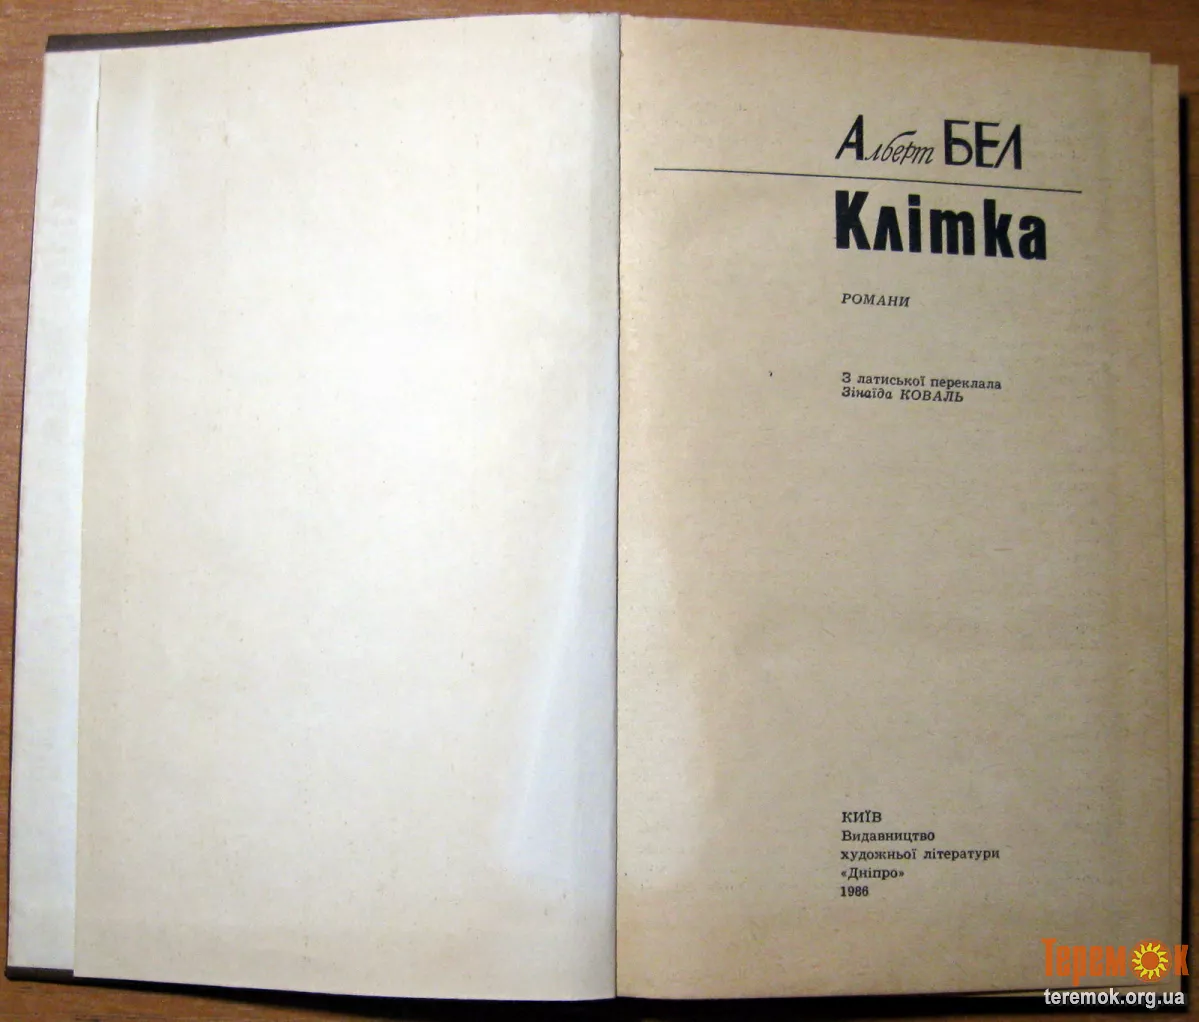 Алберт БЕЛ
Клітка
РОМАНИ
З латиської переклала
Зінаїда КОВАЛЬ
КИЇВ
Видавництво
художньої літератури
«Дніпро»
1986
Теремок
teremok.org.ua